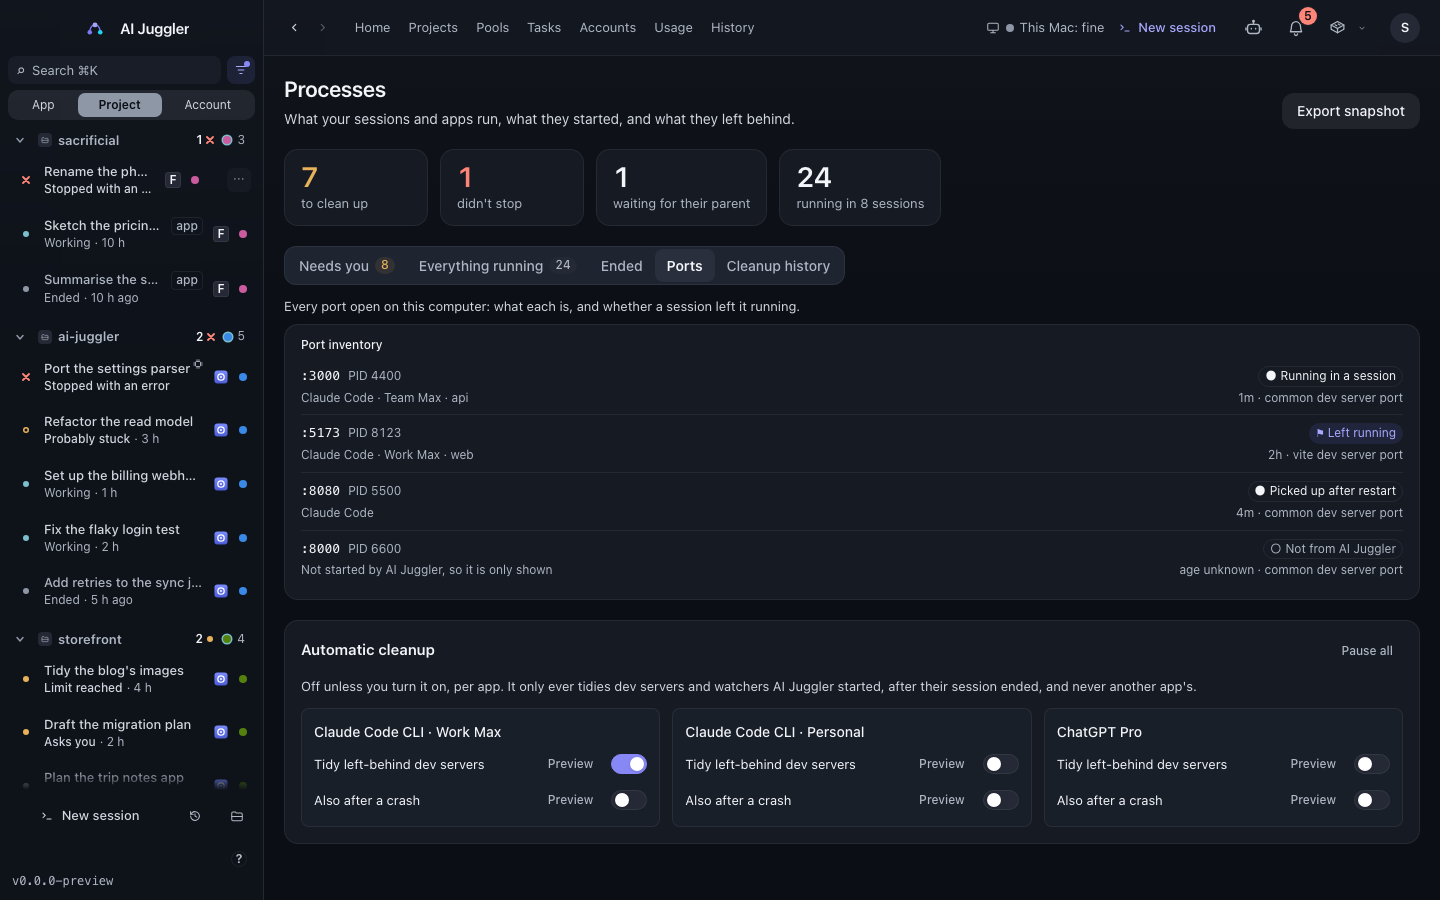 AI Juggler
Search ⌘K
App Project Account
sacrificial 1 3
Rename the ph...
Stopped with an ...
F
Sketch the pricin... app
Working · 10 h
F
Summarise the s... app
Ended · 10 h ago
F
ai-juggler 2 5
Port the settings parser
Stopped with an error
Refactor the read model
Probably stuck · 3 h
Set up the billing webh...
Working · 1 h
Fix the flaky login test
Working · 2 h
Add retries to the sync j...
Ended · 5 h ago
storefront 2 4
Tidy the blog's images
Limit reached · 4 h
Draft the migration plan
Asks you · 2 h
Plan the trip notes app
New session
?
v0.0.0-preview
Home Projects Pools Tasks Accounts Usage History
This Mac: fine
New session
5
S
Processes
What your sessions and apps run, what they started, and what they left behind.
Export snapshot
7
to clean up
1
didn't stop
1
waiting for their parent
24
running in 8 sessions
Needs you 8 Everything running 24 Ended Ports Cleanup history
Every port open on this computer: what each is, and whether a session left it running.
Port inventory
:3000 PID 4400 Running in a session
Claude Code · Team Max · api 1m · common dev server port
:5173 PID 8123 Left running
Claude Code · Work Max · web 2h · vite dev server port
:8080 PID 5500 Picked up after restart
Claude Code 4m · common dev server port
:8000 PID 6600 Not from AI Juggler
Not started by AI Juggler, so it is only shown age unknown · common dev server port
Automatic cleanup Pause all
Off unless you turn it on, per app. It only ever tidies dev servers and watchers AI Juggler started, after their session ended, and never another app's.
Claude Code CLI · Work Max
Tidy left-behind dev servers Preview
Also after a crash Preview
Claude Code CLI · Personal
Tidy left-behind dev servers Preview
Also after a crash Preview
ChatGPT Pro
Tidy left-behind dev servers Preview
Also after a crash Preview